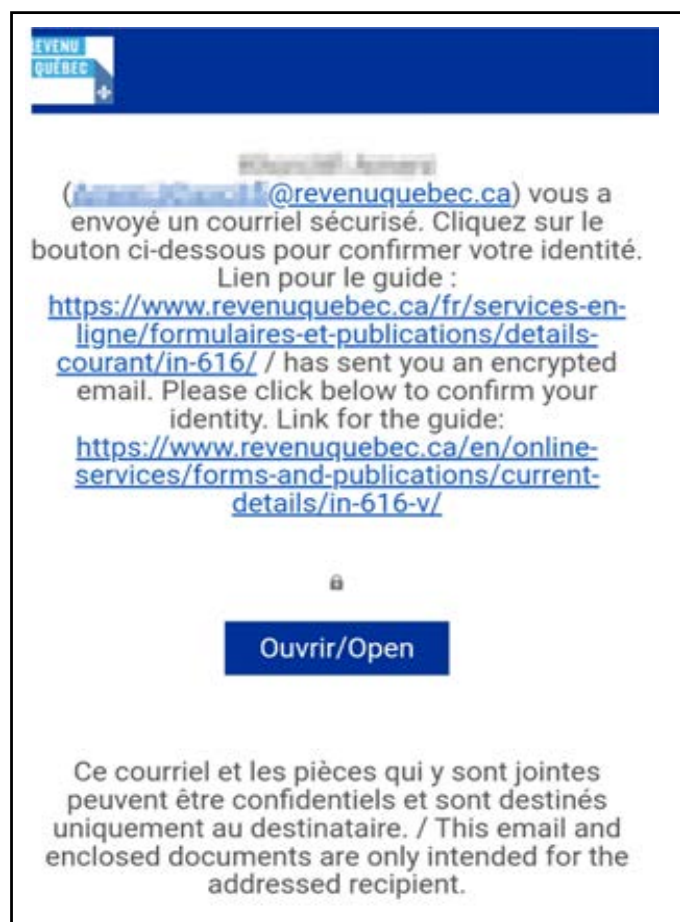 REVENU
QUÉBEC
@revenuquebec.ca) vous a
envoyé un courriel sécurisé. Cliquez sur le
bouton ci-dessous pour confirmer votre identité.
Lien pour le guide :
https://www.revenuquebec.ca/fr/services-en-
ligne/formulaires-et-publications/details-
courant/in-616/ / has sent you an encrypted
email. Please click below to confirm your
identity. Link for the guide:
https://www.revenuquebec.ca/en/online-
services/forms-and-publications/current-
details/in-616-v/
Ouvrir/Open
Ce courriel et les pièces qui y sont jointes
peuvent être confidentiels et sont destinés
uniquement au destinataire. / This email and
enclosed documents are only intended for the
addressed recipient.